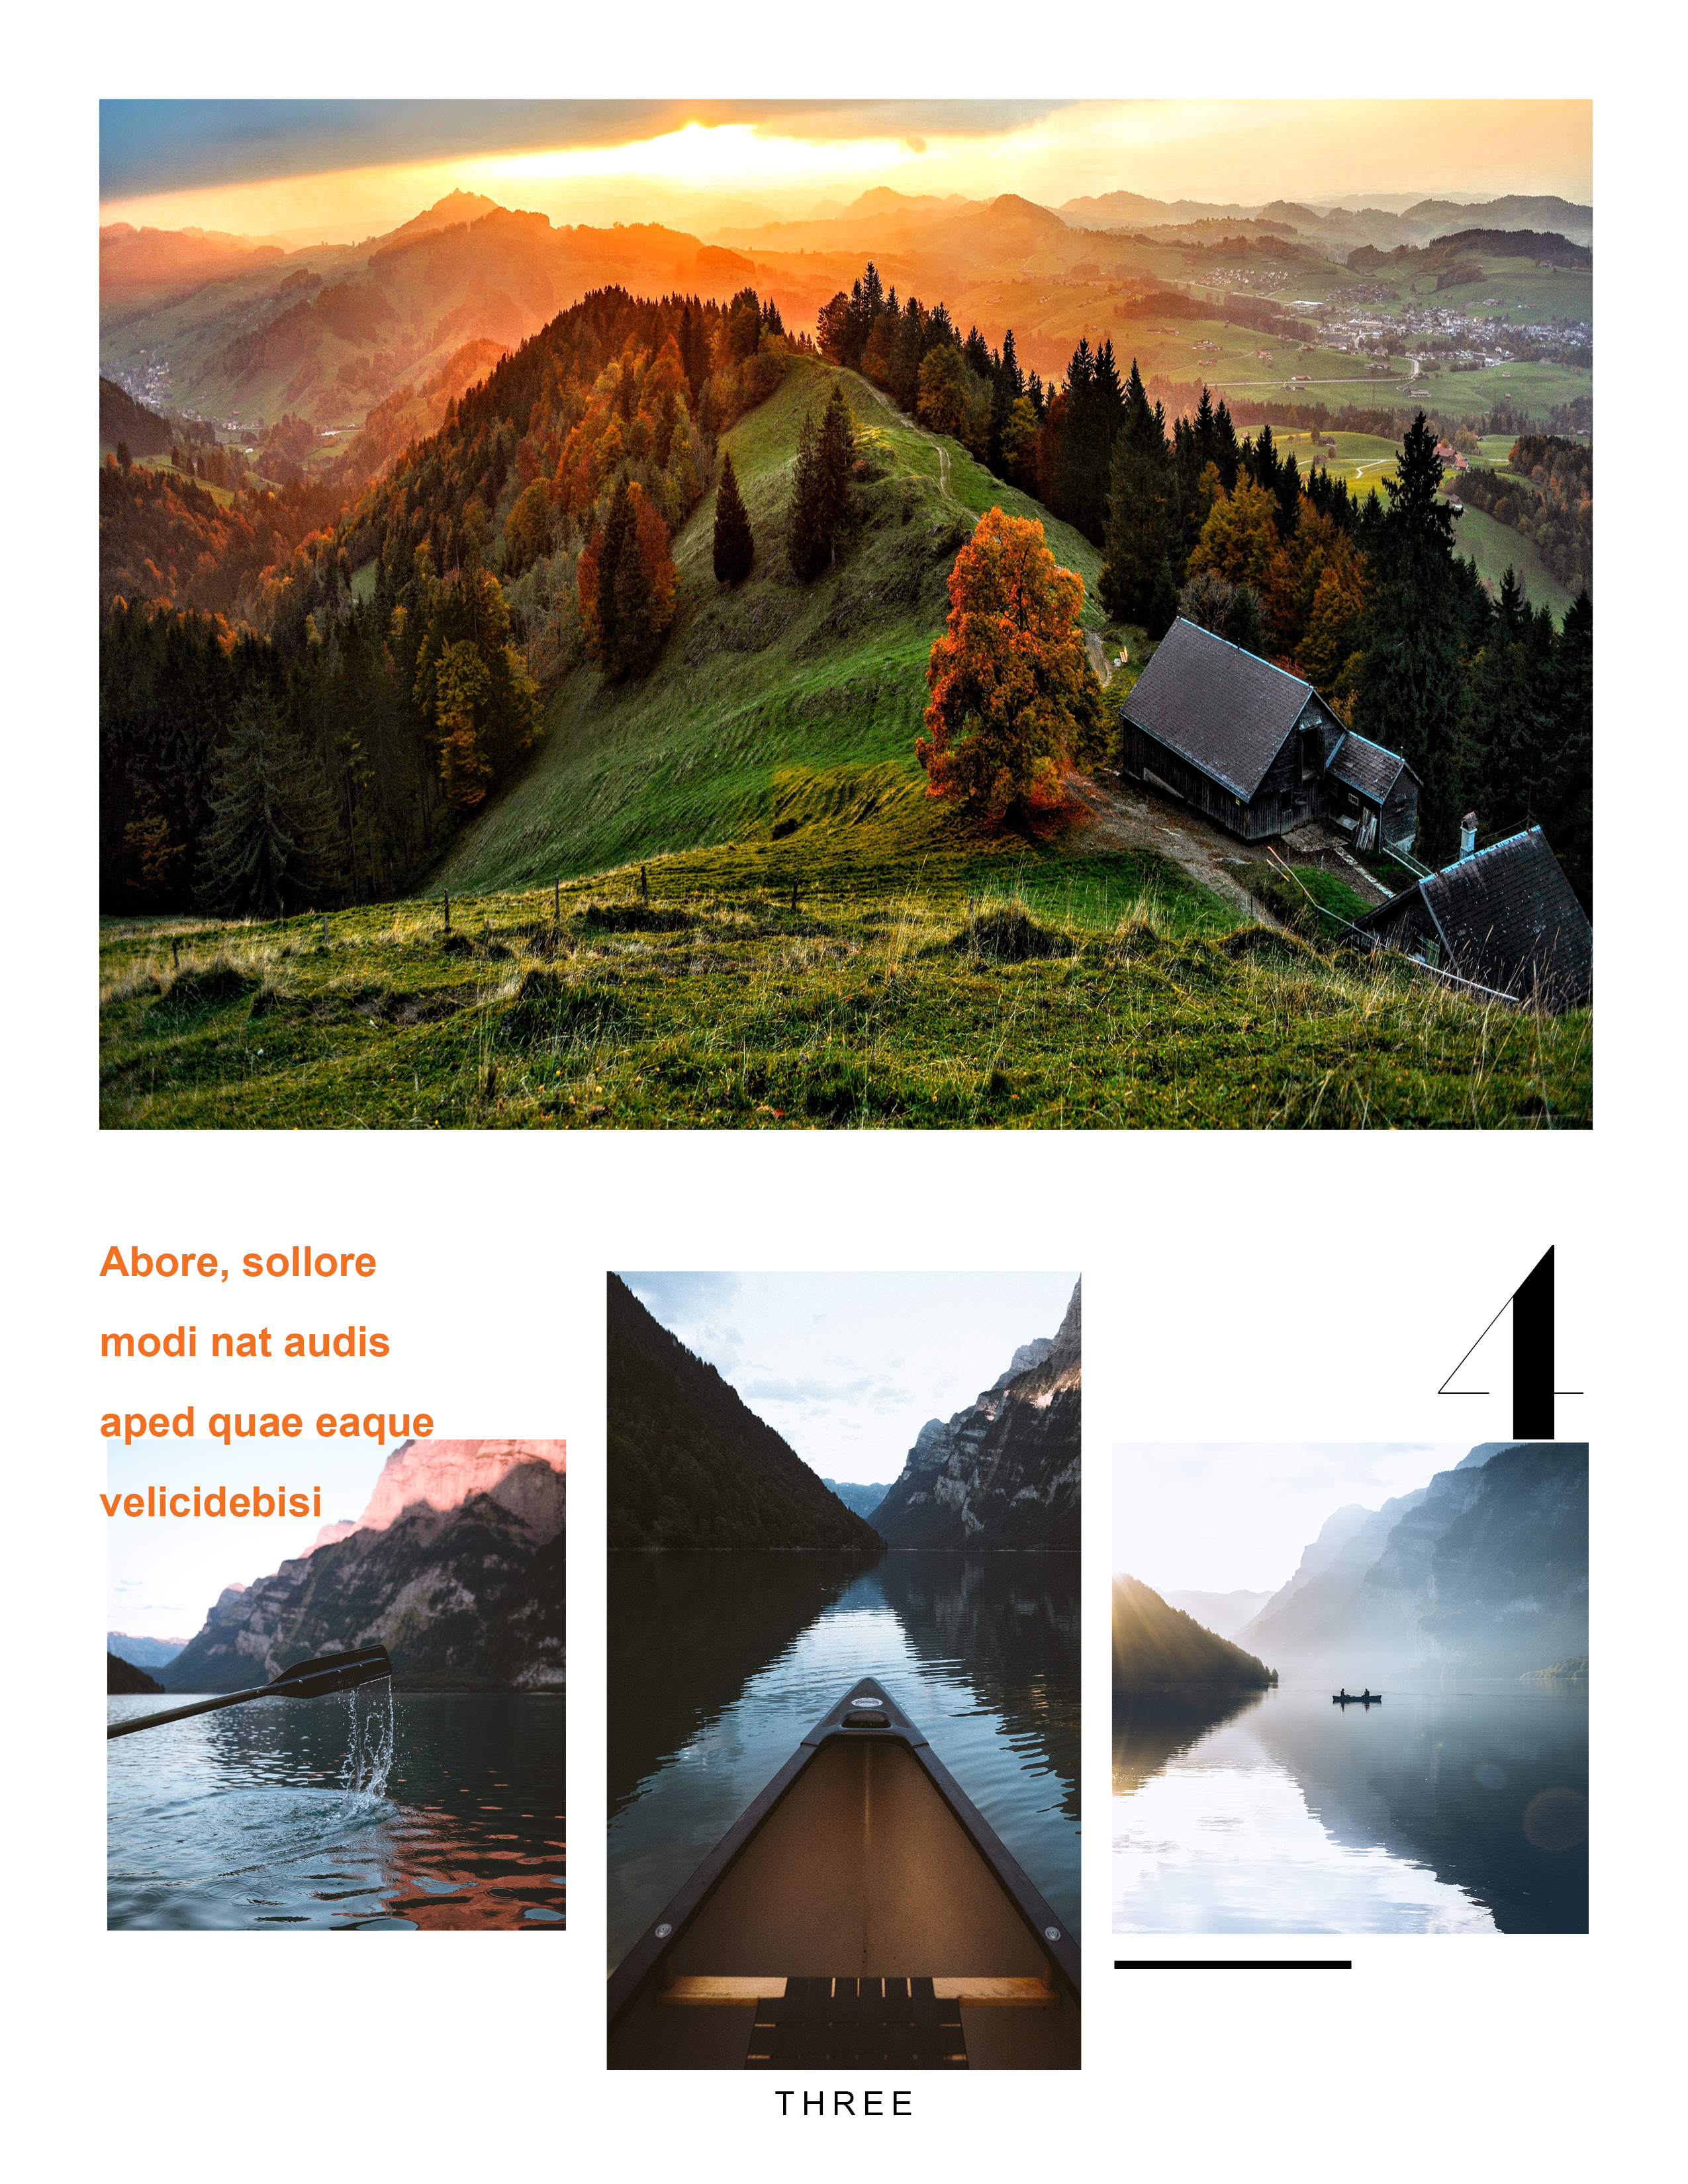 Abore, sollore
modi nat audis
aped quae eaque
velicidebisi
4
THREE